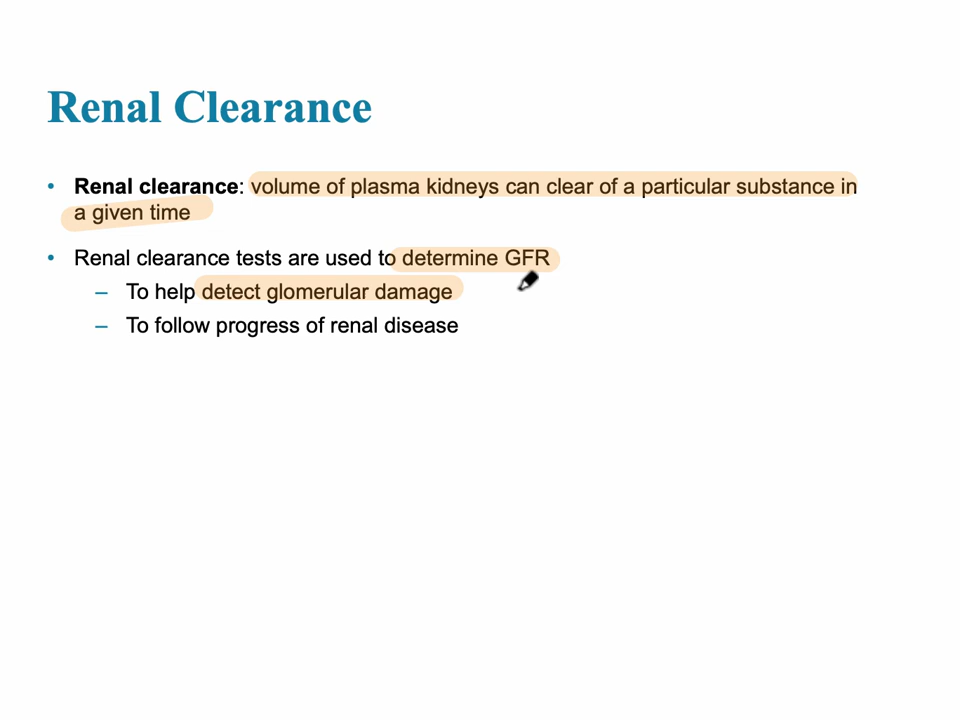 Renal Clearance
• Renal clearance: volume of plasma kidneys can clear of a particular substance in
a given time
• Renal clearance tests are used to determine GFR
– To help detect glomerular damage
– To follow progress of renal disease